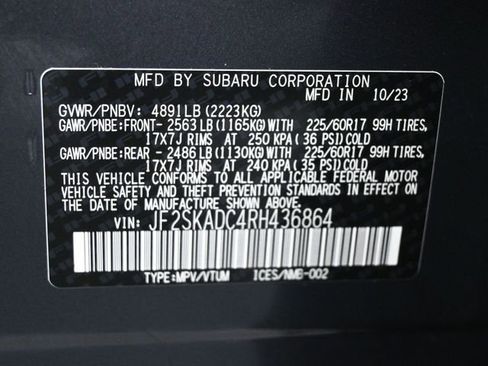 MFD BY SUBARU CORPORATION
MFD IN 10/23
GVWR/PNBV: 4891LB(2223KG)
GAWR/PNBE:FRONT-2563LB(1165KG)WITH 225/60R17 99H TIRES,
17X7J RIMS AT 250 KPA(36 PSI)COLD
GAWR/PNBE:REAR -2486LB(1130KG)WITH 225/60R17 99H TIRES,
17X7J RIMS AT 240 KPA(35 PSI)COLD
THIS VEHICLE CONFORMS TO ALL APPLICABLE FEDERAL MOTOR
VEHICLE SAFETY AND THEFT PREVENTION STANDARDS IN EFFECT
ON THE DATE OF MANUFACTURE SHOWN ABOVE.
VIN: JF2SKADC4RH436864
TYPE:MPV/VTUM ICES/NMB-002